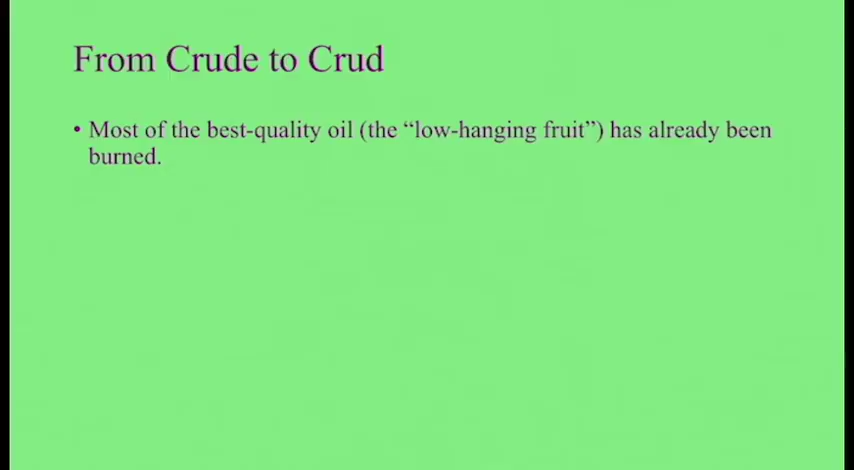 From Crude to Crud
• Most of the best-quality oil (the “low-hanging fruit”) has already been
burned.